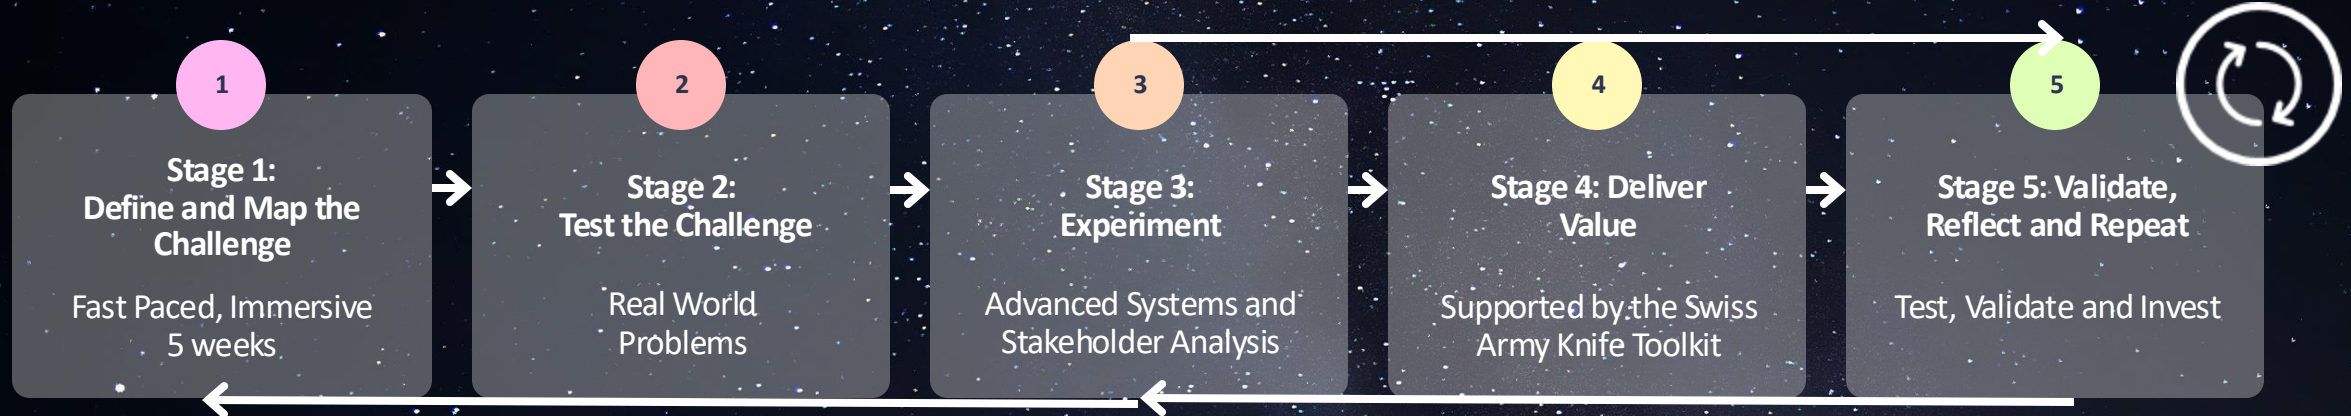 1
Stage 1:
Define and Map the
Challenge
Fast Paced, Immersive
5 weeks
2
Stage 2:
Test the Challenge
Real World
Problems
3
Stage 3:
Experiment
Advanced Systems and
Stakeholder Analysis
4
Stage 4: Deliver
Value
Supported by the Swiss
Army Knife Toolkit
5
Stage 5: Validate,
Reflect and Repeat
Test, Validate and Invest